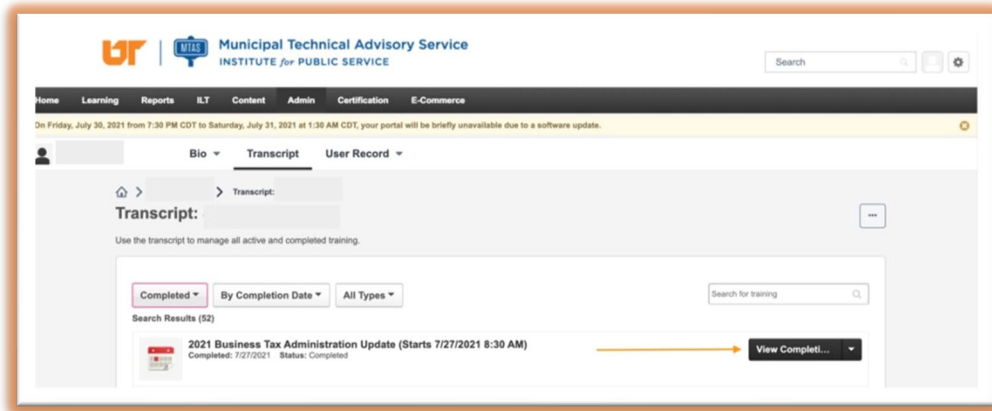 UT MTAS Municipal Technical Advisory Service
INSTITUTE for PUBLIC SERVICE
Search
Home Learning Reports ILT Content Admin Certification E-Commerce
On Friday, July 30, 2021 from 7:30 PM CDT to Saturday, July 31, 2021 at 1:30 AM CDT, your portal will be briefly unavailable due to a software update.
Bio Transcript User Record
Transcript:
Transcript:
Use the transcript to manage all active and completed training.
Completed By Completion Date All Types Search for training
Search Results (52)
2021 Business Tax Administration Update (Starts 7/27/2021 8:30 AM)
Completed: 7/27/2021 Status: Completed
View Completi...